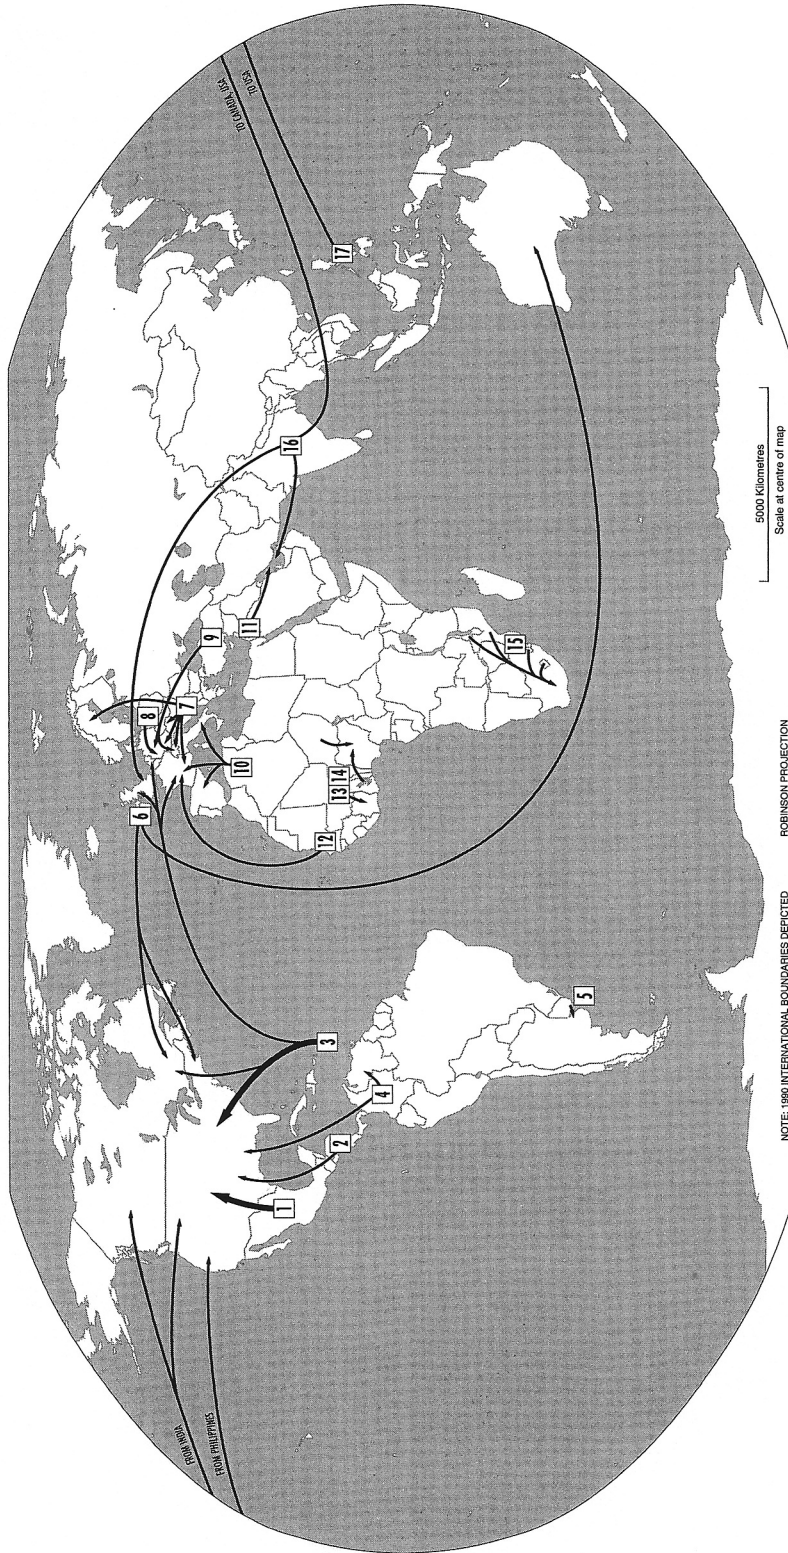 TO CANADA, USA
TO USA
FROM INDIA
FROM PHILIPPINES
1
2
3
4
5
6
7
8
9
10
11
12
13
14
15
16
17
5000 Kilometres
Scale at centre of map
NOTE: 1990 INTERNATIONAL BOUNDARIES DEPICTED
ROBINSON PROJECTION